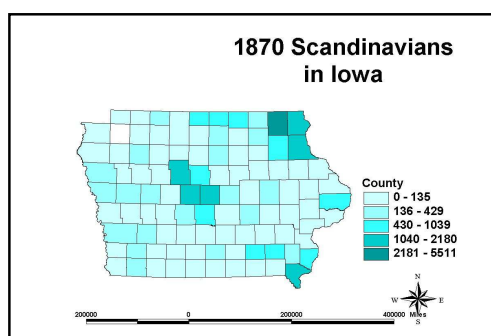 1870 Scandinavians
in Iowa
County
0 - 135
136 - 429
430 - 1039
1040 - 2180
2181 - 5511
N
W E
S
200000 0 200000 400000 Miles